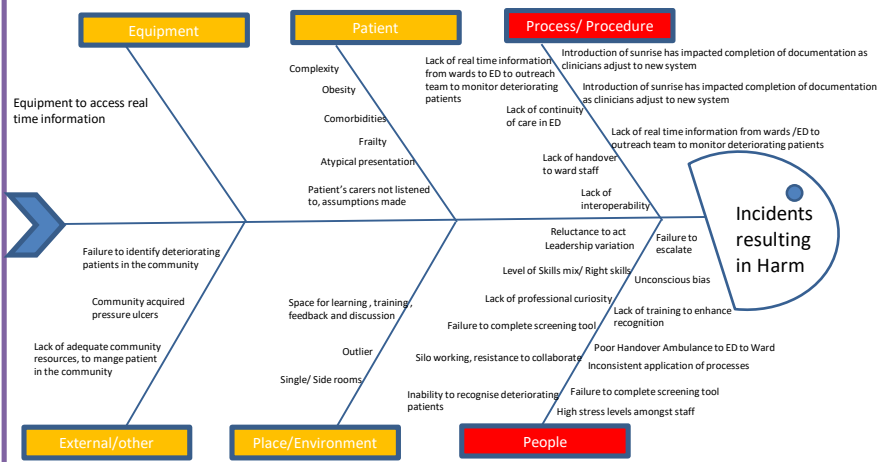 Equipment
Patient
Process/ Procedure
Equipment to access real
time information
Complexity
Obesity
Comorbidities
Frailty
Atypical presentation
Patient's carers not listened
to, assumptions made
Lack of real time information
from wards to ED to outreach
team to monitor deteriorating
patients
Lack of continuity
of care in ED
Lack of handover
to ward staff
Lack of
interoperability
Introduction of sunrise has impacted completion of documentation as
clinicians adjust to new system
Introduction of sunrise has impacted completion of documentation
as clinicians adjust to new system
Lack of real time information from wards /ED to
outreach team to monitor deteriorating patients
Incidents
resulting
in Harm
Failure to identify deteriorating
patients in the community
Community acquired
pressure ulcers
Lack of adequate community
resources, to mange patient
in the community
Space for learning , training ,
feedback and discussion
Outlier
Single/ Side rooms
Reluctance to act
Leadership variation
Level of Skills mix/ Right skills
Lack of professional curiosity
Failure to complete screening tool
Silo working, resistance to collaborate
Inability to recognise deteriorating
patients
Failure to
escalate
Unconscious bias
Lack of training to enhance
recognition
Poor Handover Ambulance to ED to Ward
Inconsistent application of processes
Failure to complete screening tool
High stress levels amongst staff
External/other
Place/Environment
People